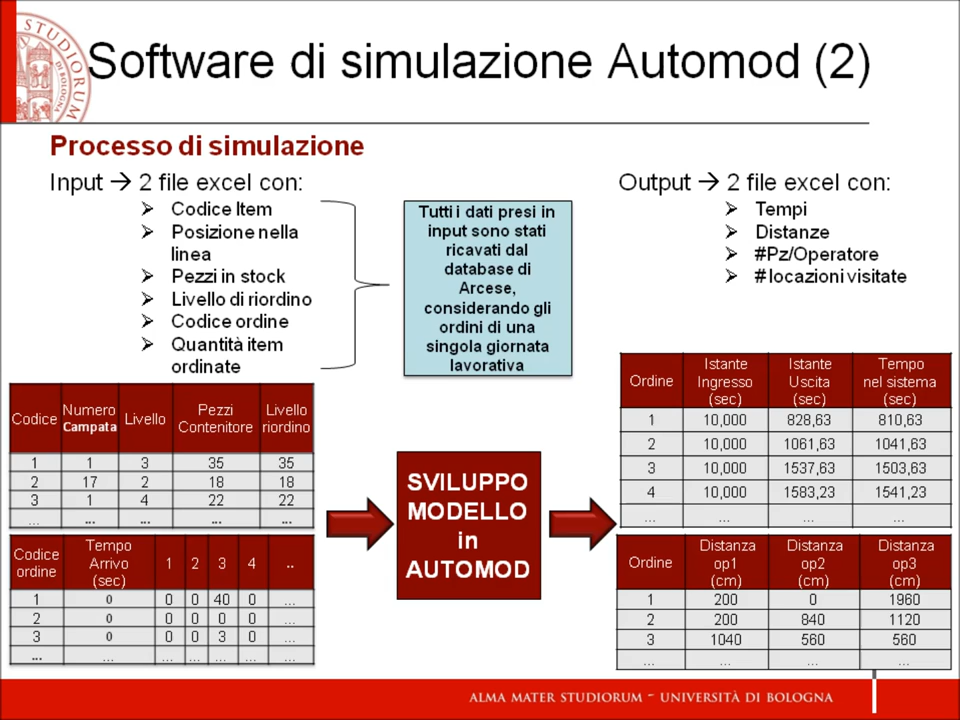 Software di simulazione Automod (2)
Processo di simulazione
Input → 2 file excel con:
➢ Codice Item
➢ Posizione nella
linea
➢ Pezzi in stock
➢ Livello di riordino
➢ Codice ordine
➢ Quantità item
ordinate
Tutti i dati presi in
input sono stati
ricavati dal
database di
Arcese,
considerando gli
ordini di una
singola giornata
lavorativa
Output → 2 file excel con:
➢ Tempi
➢ Distanze
➢ #Pz/Operatore
➢ # locazioni visitate
Codice Numero Campata Livello Pezzi Contenitore Livello riordino
1 1 3 35 35
2 17 2 18 18
3 1 4 22 22
... ... ... ... ...
Codice ordine Tempo Arrivo (sec) 1 2 3 4 ..
1 0 0 0 40 0 ...
2 0 0 0 0 0 ...
3 0 0 0 3 0 ...
... ... ... ... ... ... ...
SVILUPPO
MODELLO
in
AUTOMOD
Ordine Istante Ingresso (sec) Istante Uscita (sec) Tempo nel sistema (sec)
1 10,000 828,63 810,63
2 10,000 1061,63 1041,63
3 10,000 1537,63 1503,63
4 10,000 1583,23 1541,23
... ... ... ...
Ordine Distanza op1 (cm) Distanza op2 (cm) Distanza op3 (cm)
1 200 0 1960
2 200 840 1120
3 1040 560 560
... ... ... ...
ALMA MATER STUDIORUM - UNIVERSITÀ DI BOLOGNA